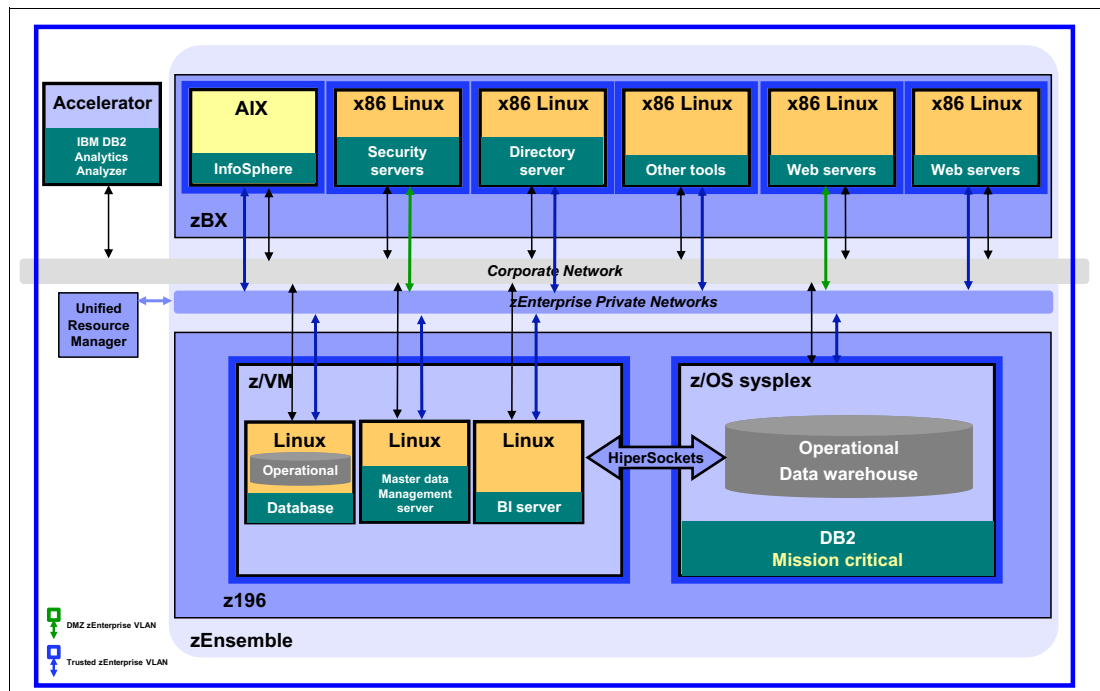 Accelerator
IBM DB2
Analytics
Analyzer
AIX
InfoSphere
x86 Linux
Security
servers
x86 Linux
Directory
server
x86 Linux
Other tools
x86 Linux
Web servers
x86 Linux
Web servers
zBX
Corporate Network
zEnterprise Private Networks
Unified
Resource
Manager
z/VM
Linux
Operational
Database
Linux
Master data
Management
server
Linux
BI server
HiperSockets
z/OS sysplex
Operational
Data warehouse
DB2
Mission critical
z196
zEnsemble
DMZ zEnterprise VLAN
Trusted zEnterprise VLAN